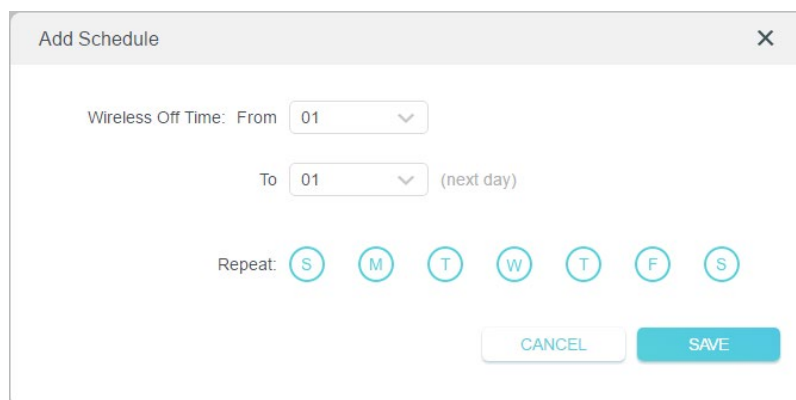 Add Schedule
Wireless Off Time: From 01
To 01 (next day)
Repeat: S M T W T F S
CANCEL SAVE